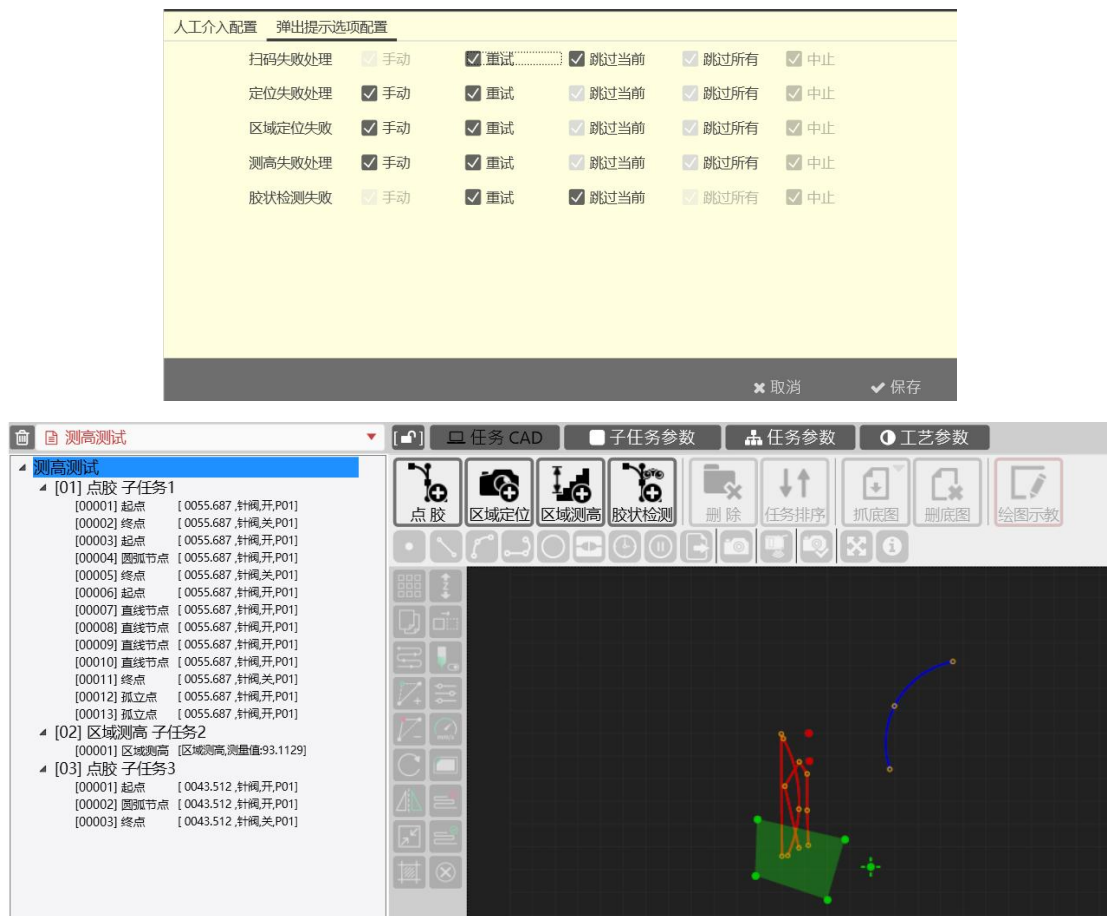 人工介入配置 弹出提示选项配置
扫码失败处理 手动 重试 跳过当前 跳过所有 中止
定位失败处理 手动 重试 跳过当前 跳过所有 中止
区域定位失败 手动 重试 跳过当前 跳过所有 中止
测高失败处理 手动 重试 跳过当前 跳过所有 中止
胶状检测失败 手动 重试 跳过当前 跳过所有 中止
取消 保存
测高测试 任务 CAD 子任务参数 任务参数 工艺参数
点胶 区域定位 区域测高 胶状检测 删除 任务排序 抓底图 删底图 绘图示教
测高测试
[01] 点胶 子任务1
[00001] 起点 [ 0055.687 ,针阀,开,P01]
[00002] 终点 [ 0055.687 ,针阀,关,P01]
[00003] 起点 [ 0055.687 ,针阀,开,P01]
[00004] 圆弧节点 [ 0055.687 ,针阀,开,P01]
[00005] 终点 [ 0055.687 ,针阀,关,P01]
[00006] 起点 [ 0055.687 ,针阀,开,P01]
[00007] 直线节点 [ 0055.687 ,针阀,开,P01]
[00008] 直线节点 [ 0055.687 ,针阀,开,P01]
[00009] 直线节点 [ 0055.687 ,针阀,开,P01]
[00010] 直线节点 [ 0055.687 ,针阀,开,P01]
[00011] 终点 [ 0055.687 ,针阀,关,P01]
[00012] 孤立点 [ 0055.687 ,针阀,开,P01]
[00013] 孤立点 [ 0055.687 ,针阀,开,P01]
[02] 区域测高 子任务2
[00001] 区域测高 [区域测高,测量值:93.1129]
[03] 点胶 子任务3
[00001] 起点 [ 0043.512 ,针阀,开,P01]
[00002] 圆弧节点 [ 0043.512 ,针阀,开,P01]
[00003] 终点 [ 0043.512 ,针阀,关,P01]